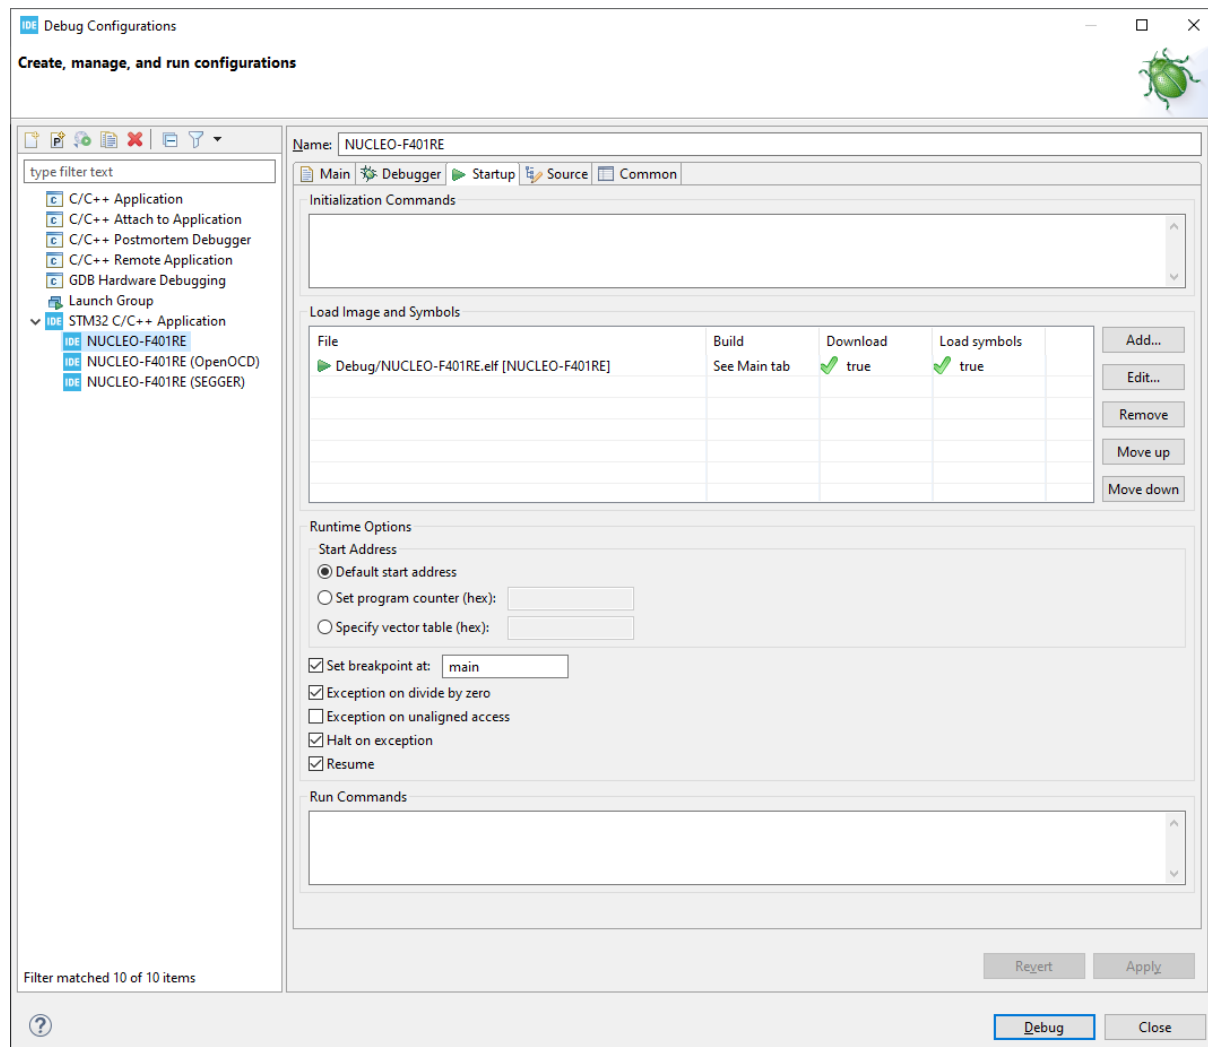 IDE Debug Configurations
Create, manage, and run configurations
type filter text
C/C++ Application
C/C++ Attach to Application
C/C++ Postmortem Debugger
C/C++ Remote Application
GDB Hardware Debugging
Launch Group
IDE STM32 C/C++ Application
IDE NUCLEO-F401RE
IDE NUCLEO-F401RE (OpenOCD)
IDE NUCLEO-F401RE (SEGGER)
Filter matched 10 of 10 items
Name: NUCLEO-F401RE
Main Debugger Startup Source Common
Initialization Commands
Load Image and Symbols
File Build Download Load symbols
Debug/NUCLEO-F401RE.elf [NUCLEO-F401RE] See Main tab true true
Add...
Edit...
Remove
Move up
Move down
Runtime Options
Start Address
Default start address
Set program counter (hex):
Specify vector table (hex):
Set breakpoint at: main
Exception on divide by zero
Exception on unaligned access
Halt on exception
Resume
Run Commands
Revert Apply
? Debug Close